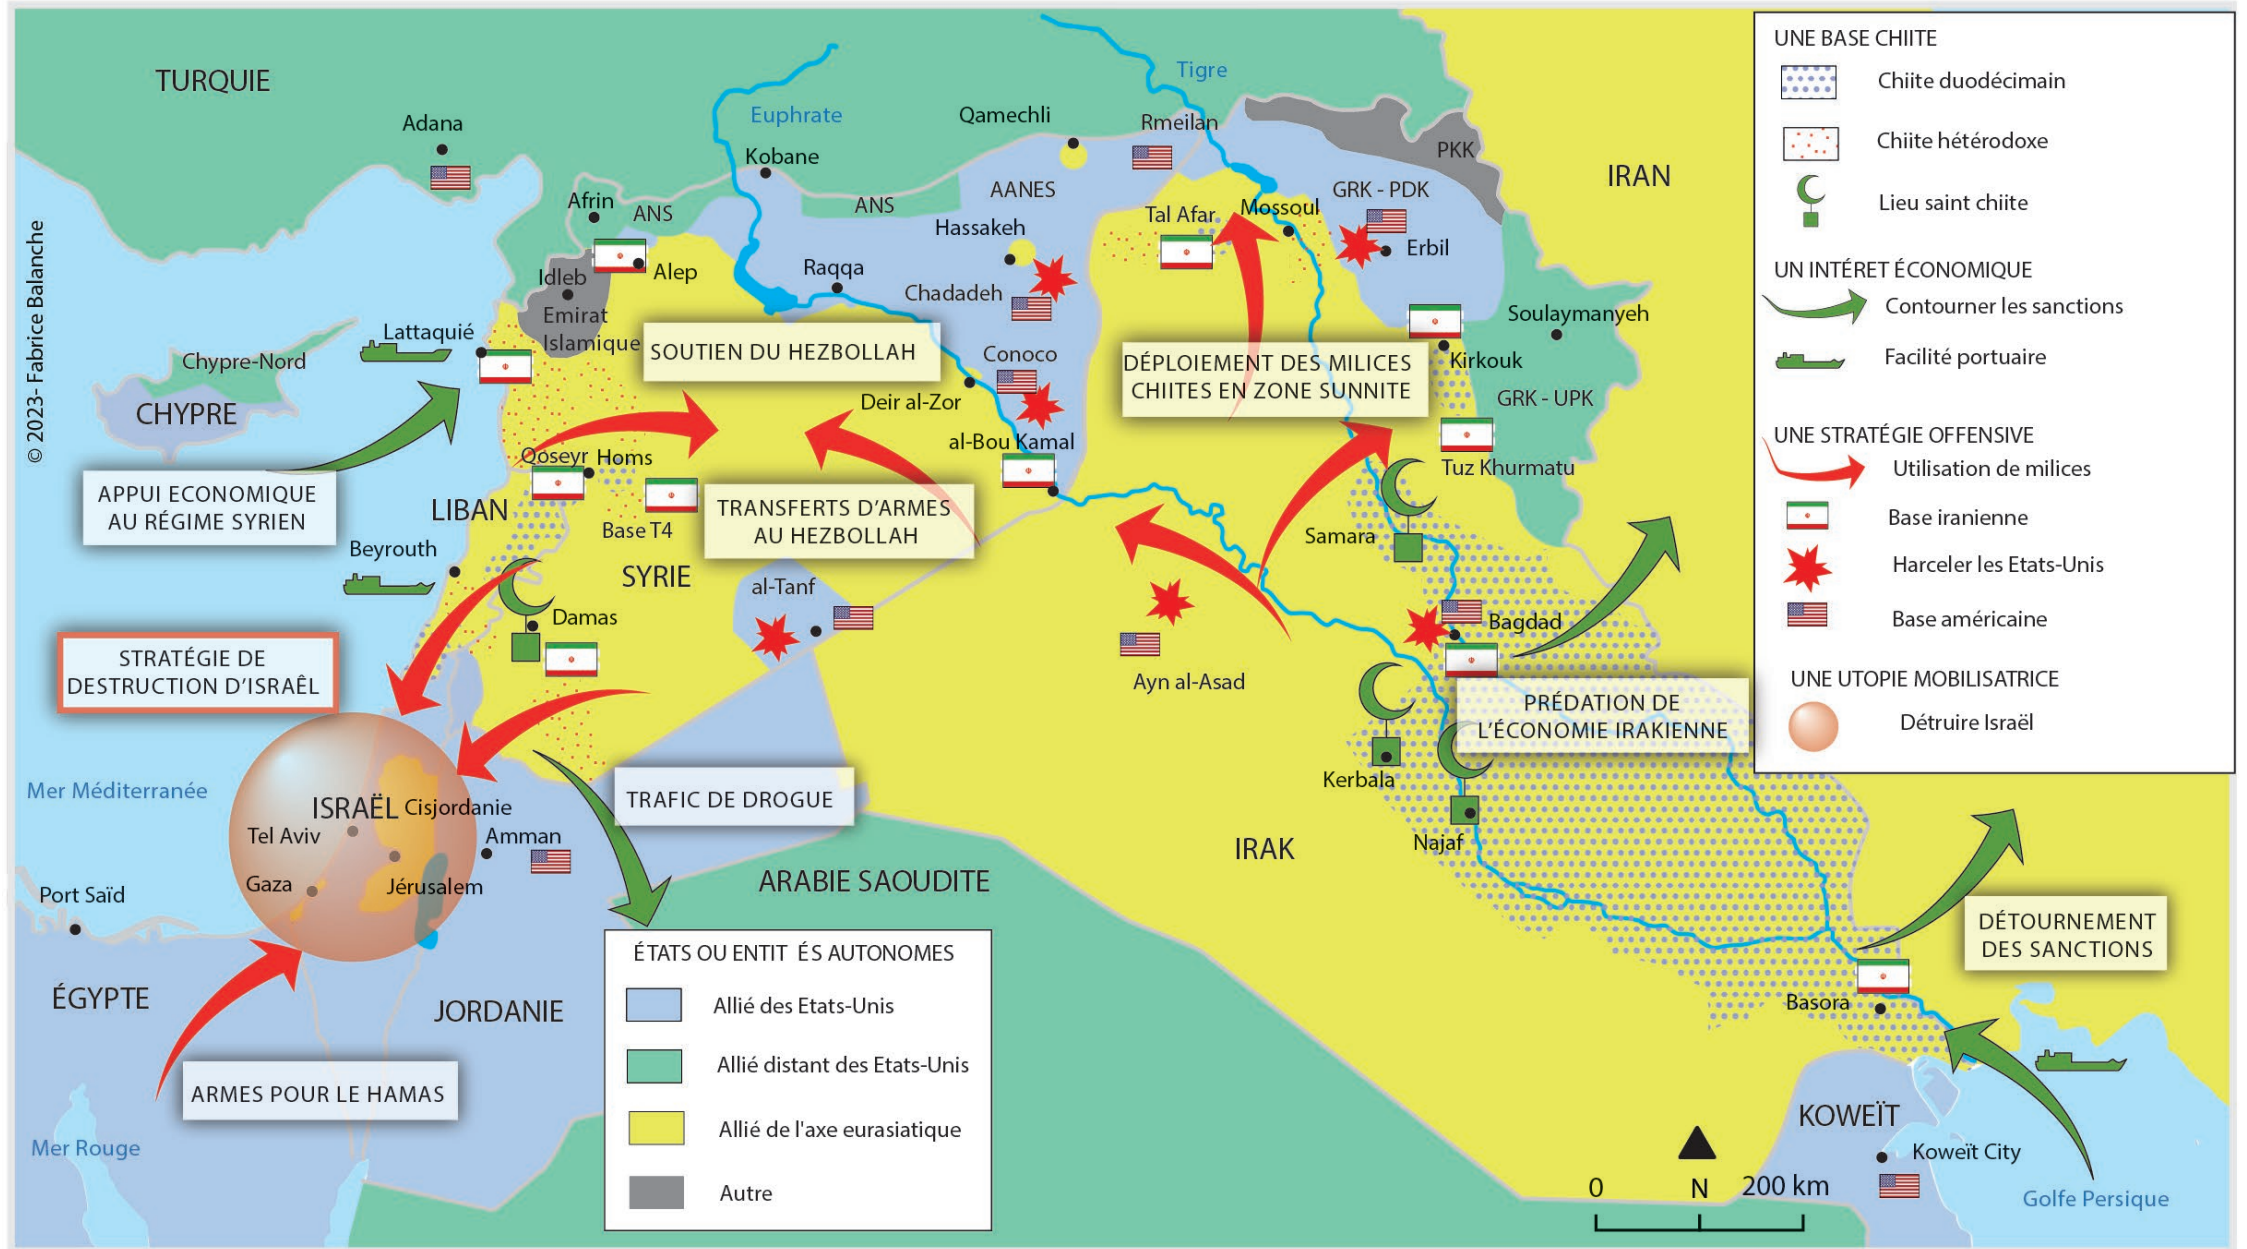 TURQUIE
Adana
Euphrate
Tigre
Qamechli
Rmeilan
Kobane
PKK
IRAN
AANES
GRK - PDK
Afrin
ANS
ANS
Tal Afar
Mossoul
Hassakeh
Erbil
Alep
Raqqa
Idleb
Chadadeh
Emirat
Islamique
Soulaymanyeh
Lattaquié
SOUTIEN DU HEZBOLLAH
Conoco
DÉPLOIEMENT DES MILICES
CHIITES EN ZONE SUNNITE
Kirkouk
Chypre-Nord
CHYPRE
Deir al-Zor
GRK - UPK
al-Bou Kamal
Qoseyr
Homs
Tuz Khurmatu
APPUI ECONOMIQUE
AU RÉGIME SYRIEN
LIBAN
TRANSFERTS D'ARMES
AU HEZBOLLAH
Base T4
Samara
Beyrouth
SYRIE
al-Tanf
Damas
Bagdad
STRATÉGIE DE
DESTRUCTION D'ISRAÊL
Ayn al-Asad
PRÉDATION DE
L'ÉCONOMIE IRAKIENNE
Kerbala
Mer Méditerranée
TRAFIC DE DROGUE
ISRAËL
Cisjordanie
Tel Aviv
Amman
Najaf
IRAK
Gaza
Jérusalem
ARABIE SAOUDITE
Port Saïd
DÉTOURNEMENT
DES SANCTIONS
ÉGYPTE
JORDANIE
Basora
ARMES POUR LE HAMAS
KOWEÏT
Koweït City
Mer Rouge
Golfe Persique
0 N 200 km
© 2023- Fabrice Balanche
UNE BASE CHIITE
Chiite duodécimain
Chiite hétérodoxe
Lieu saint chiite
UN INTÉRET ÉCONOMIQUE
Contourner les sanctions
Facilité portuaire
UNE STRATÉGIE OFFENSIVE
Utilisation de milices
Base iranienne
Harceler les Etats-Unis
Base américaine
UNE UTOPIE MOBILISATRICE
Détruire Israël
ÉTATS OU ENTIT ÉS AUTONOMES
Allié des Etats-Unis
Allié distant des Etats-Unis
Allié de l'axe eurasiatique
Autre